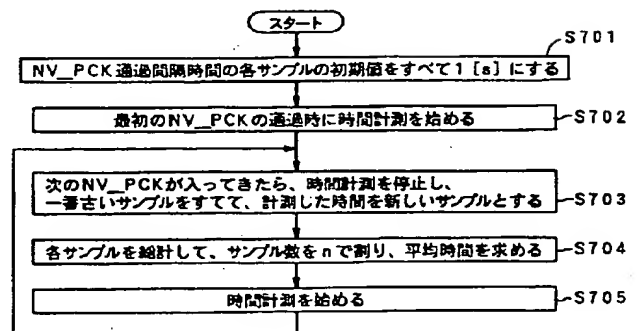 スタート
S701
NV_PCK通過間隔時間の各サンプルの初期値をすべて1[s]にする
最初のNV_PCKの通過時に時間計測を始める
S702
次のNV_PCKが入ってきたら、時間計測を停止し、
一番古いサンプルをすてて、計測した時間を新しいサンプルとする
S703
各サンプルを総計して、サンプル数をnで割り、平均時間を求める
S704
時間計測を始める
S705